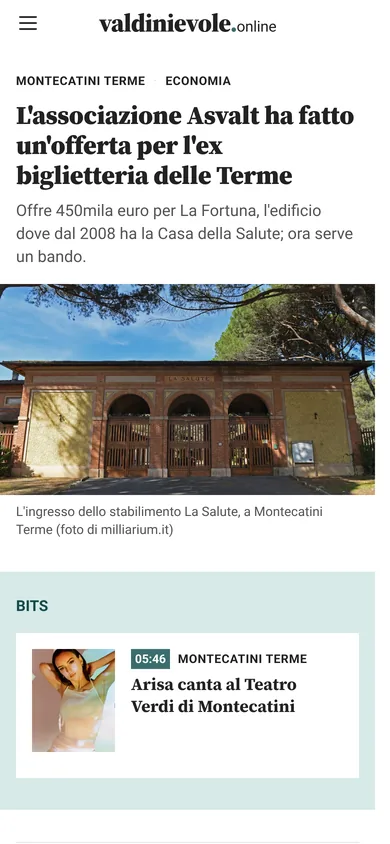 valdinievole.online
MONTECATINI TERME · ECONOMIA
L'associazione Asvalt ha fatto
un'offerta per l'ex
biglietteria delle Terme
Offre 450mila euro per La Fortuna, l'edificio
dove dal 2008 ha la Casa della Salute; ora serve
un bando.
LA SALUTE
L'ingresso dello stabilimento La Salute, a Montecatini
Terme (foto di milliarium.it)
BITS
05:46 MONTECATINI TERME
Arisa canta al Teatro
Verdi di Montecatini